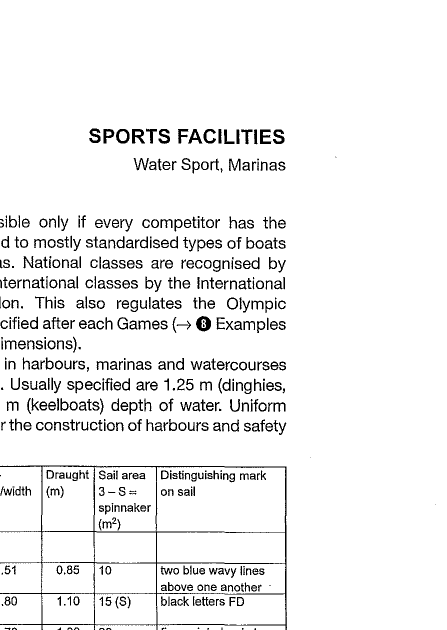 SPORTS FACILITIES
Water Sport, Marinas
sible only if every competitor has the
d to mostly standardised types of boats
s. National classes are recognised by
nternational classes by the International
on. This also regulates the Olympic
cified after each Games (→ 8 Examples
imensions).
in harbours, marinas and watercourses
. Usually specified are 1.25 m (dinghies,
m (keelboats) depth of water. Uniform
r the construction of harbours and safety
Draught Sail area Distinguishing mark
/width (m) 3 – S = on sail
spinnaker
(m²)
.51 0.85 10 two blue wavy lines
above one another
.80 1.10 15 (S) black letters FD